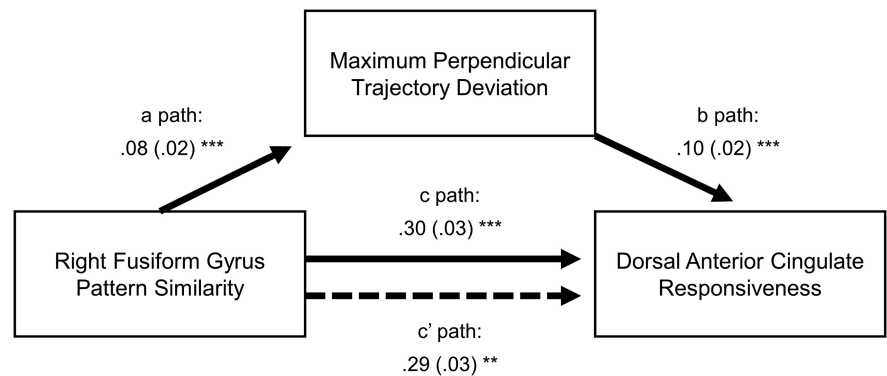 Maximum Perpendicular
Trajectory Deviation
a path:
.08 (.02) ***
b path:
.10 (.02) ***
c path:
.30 (.03) ***
Right Fusiform Gyrus
Pattern Similarity
Dorsal Anterior Cingulate
Responsiveness
c’ path:
.29 (.03) **